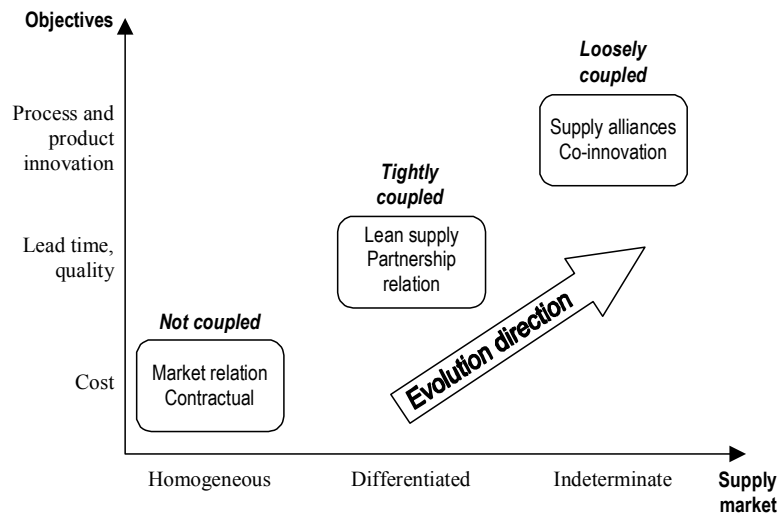 Objectives
Loosely
coupled
Process and
product
innovation
Supply alliances
Co-innovation
Tightly
coupled
Lead time,
quality
Lean supply
Partnership
relation
Not coupled
Cost
Market relation
Contractual
Evolution direction
Homogeneous
Differentiated
Indeterminate
Supply
market